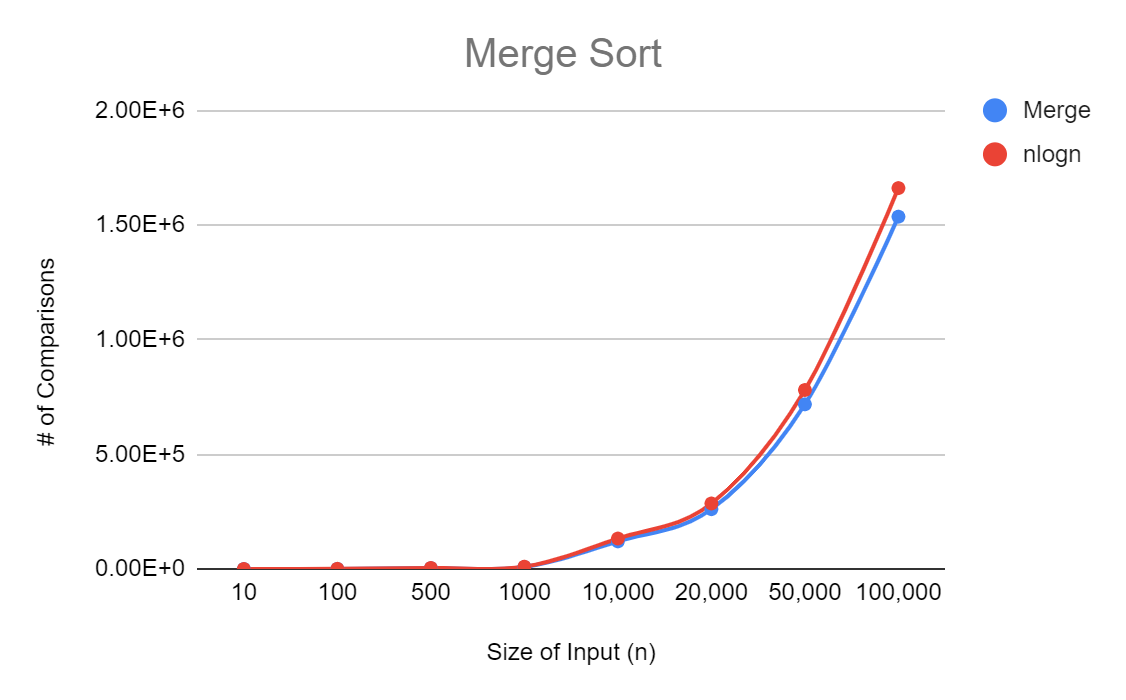 Merge Sort
2.00E+6
1.50E+6
1.00E+6
5.00E+5
0.00E+0
# of Comparisons
10 100 500 1000 10,000 20,000 50,000 100,000
Size of Input (n)
Merge
nlogn